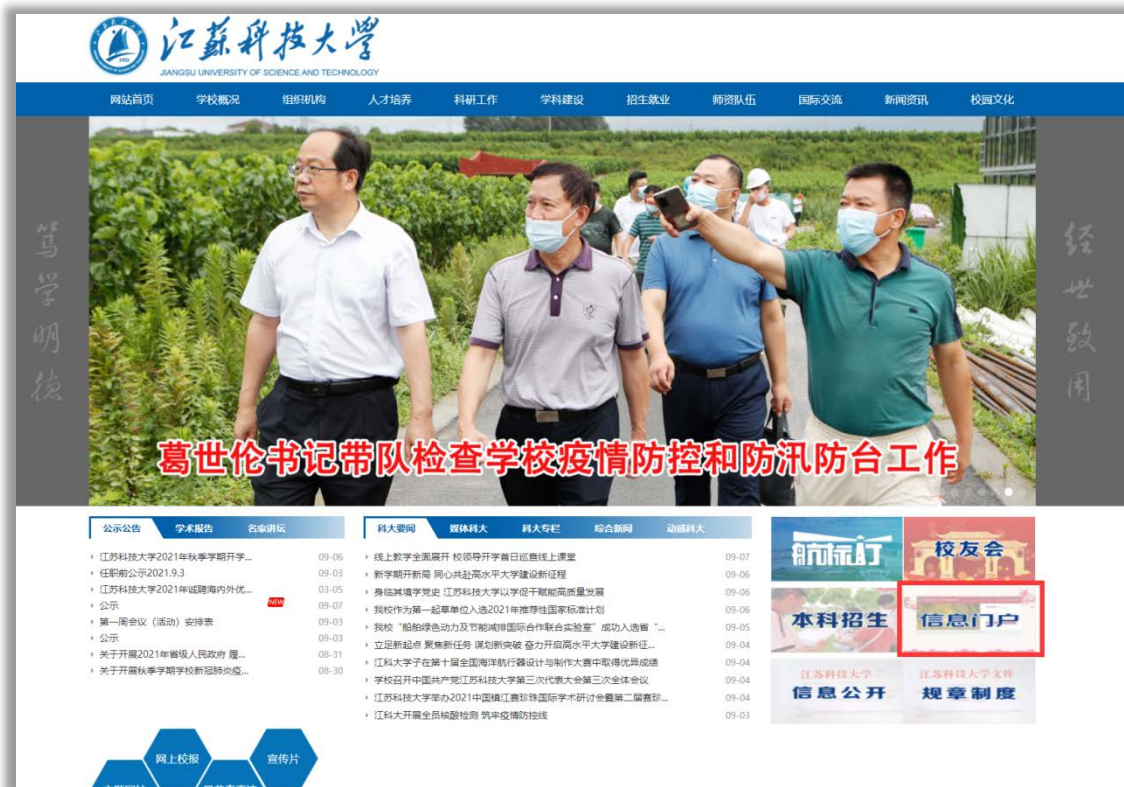 江蘇科技大學
JIANGSU UNIVERSITY OF SCIENCE AND TECHNOLOGY
网站首页 学校概况 组织机构 人才培养 科研工作 学科建设 招生就业 师资队伍 国际交流 新闻资讯 校园文化
笃学明德
经世致用
葛世伦书记带队检查学校疫情防控和防汛防台工作
公示公告 学术报告 名家讲坛
江苏科技大学2021年秋季学期开学... 09-06
任职前公示2021.9.3 09-03
江苏科技大学2021年诚聘海内外优... 03-05
公示 NEW 09-07
第一周会议（活动）安排表 09-03
公示 09-03
关于开展2021年省级人民政府 履... 08-31
关于开展秋季学期学校新冠肺炎疫... 08-30
科大要闻 媒体科大 科大专栏 综合新闻 动感科大
线上教学全面展开 校领导开学首日巡查线上课堂 09-07
新学期开新局 同心共赴高水平大学建设新征程 09-06
身临其境学党史 江苏科技大学以学促干赋能高质量发展 09-06
我校作为第一起草单位入选2021年推荐性国家标准计划 09-06
我校“船舶绿色动力及节能减排国际合作联合实验室”成功入选省“... 09-05
立足新起点 聚焦新任务 谋划新突破 奋力开启高水平大学建设新征... 09-04
江科大学子在第十届全国海洋航行器设计与制作大赛中取得优异成绩 09-04
学校召开中国共产党江苏科技大学第三次代表大会第三次全体会议 09-04
江苏科技大学举办2021中国镇江赛珍珠国际学术研讨会暨第二届赛珍... 09-04
江科大开展全员核酸检测 筑牢疫情防控线 09-03
校友会
本科招生 信息门户
江苏科技大学 江苏科技大学文件
信息公开 规章制度
网上校报 宣传片